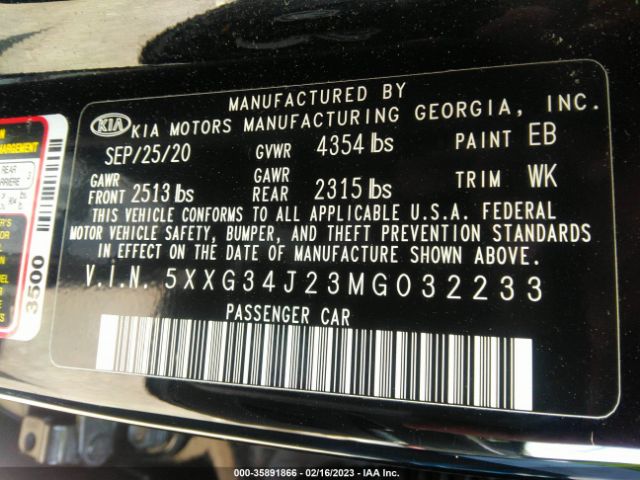 MANUFACTURED BY
KIA KIA MOTORS MANUFACTURING GEORGIA, INC.
SEP/25/20 GVWR 4354 lbs PAINT EB
GAWR FRONT 2513 lbs GAWR REAR 2315 lbs TRIM WK
THIS VEHICLE CONFORMS TO ALL APPLICABLE U.S.A. FEDERAL
MOTOR VEHICLE SAFETY, BUMPER, AND THEFT PREVENTION STANDARDS
IN EFFECT ON THE DATE OF MANUFACTURE SHOWN ABOVE.
V.I.N. 5XXG34J23MG032233
PASSENGER CAR
REAR
3
3500
000-35891866 - 02/16/2023 - IAA Inc.